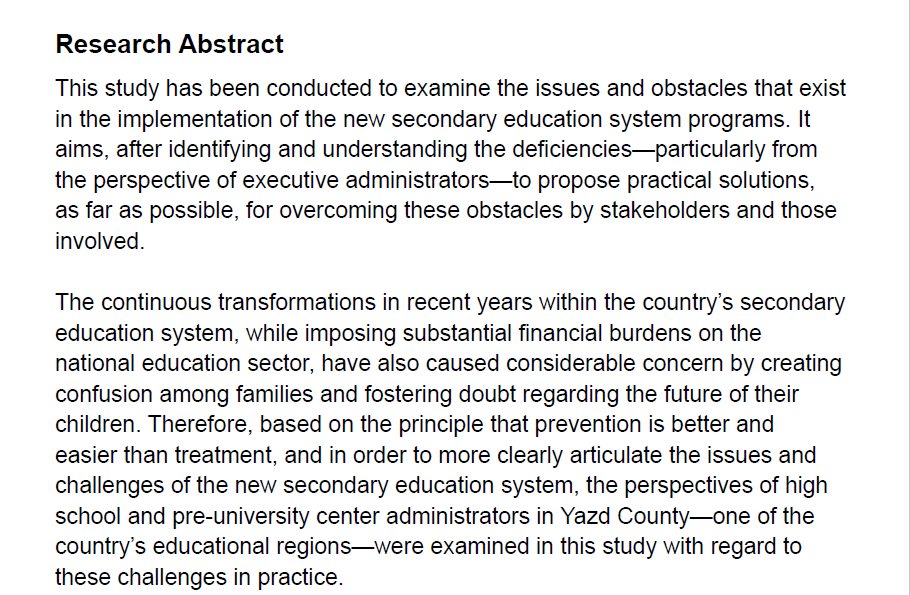 Research Abstract
This study has been conducted to examine the issues and obstacles that exist
in the implementation of the new secondary education system programs. It
aims, after identifying and understanding the deficiencies—particularly from
the perspective of executive administrators—to propose practical solutions,
as far as possible, for overcoming these obstacles by stakeholders and those
involved.
The continuous transformations in recent years within the country’s secondary
education system, while imposing substantial financial burdens on the
national education sector, have also caused considerable concern by creating
confusion among families and fostering doubt regarding the future of their
children. Therefore, based on the principle that prevention is better and
easier than treatment, and in order to more clearly articulate the issues and
challenges of the new secondary education system, the perspectives of high
school and pre-university center administrators in Yazd County—one of the
country’s educational regions—were examined in this study with regard to
these challenges in practice.